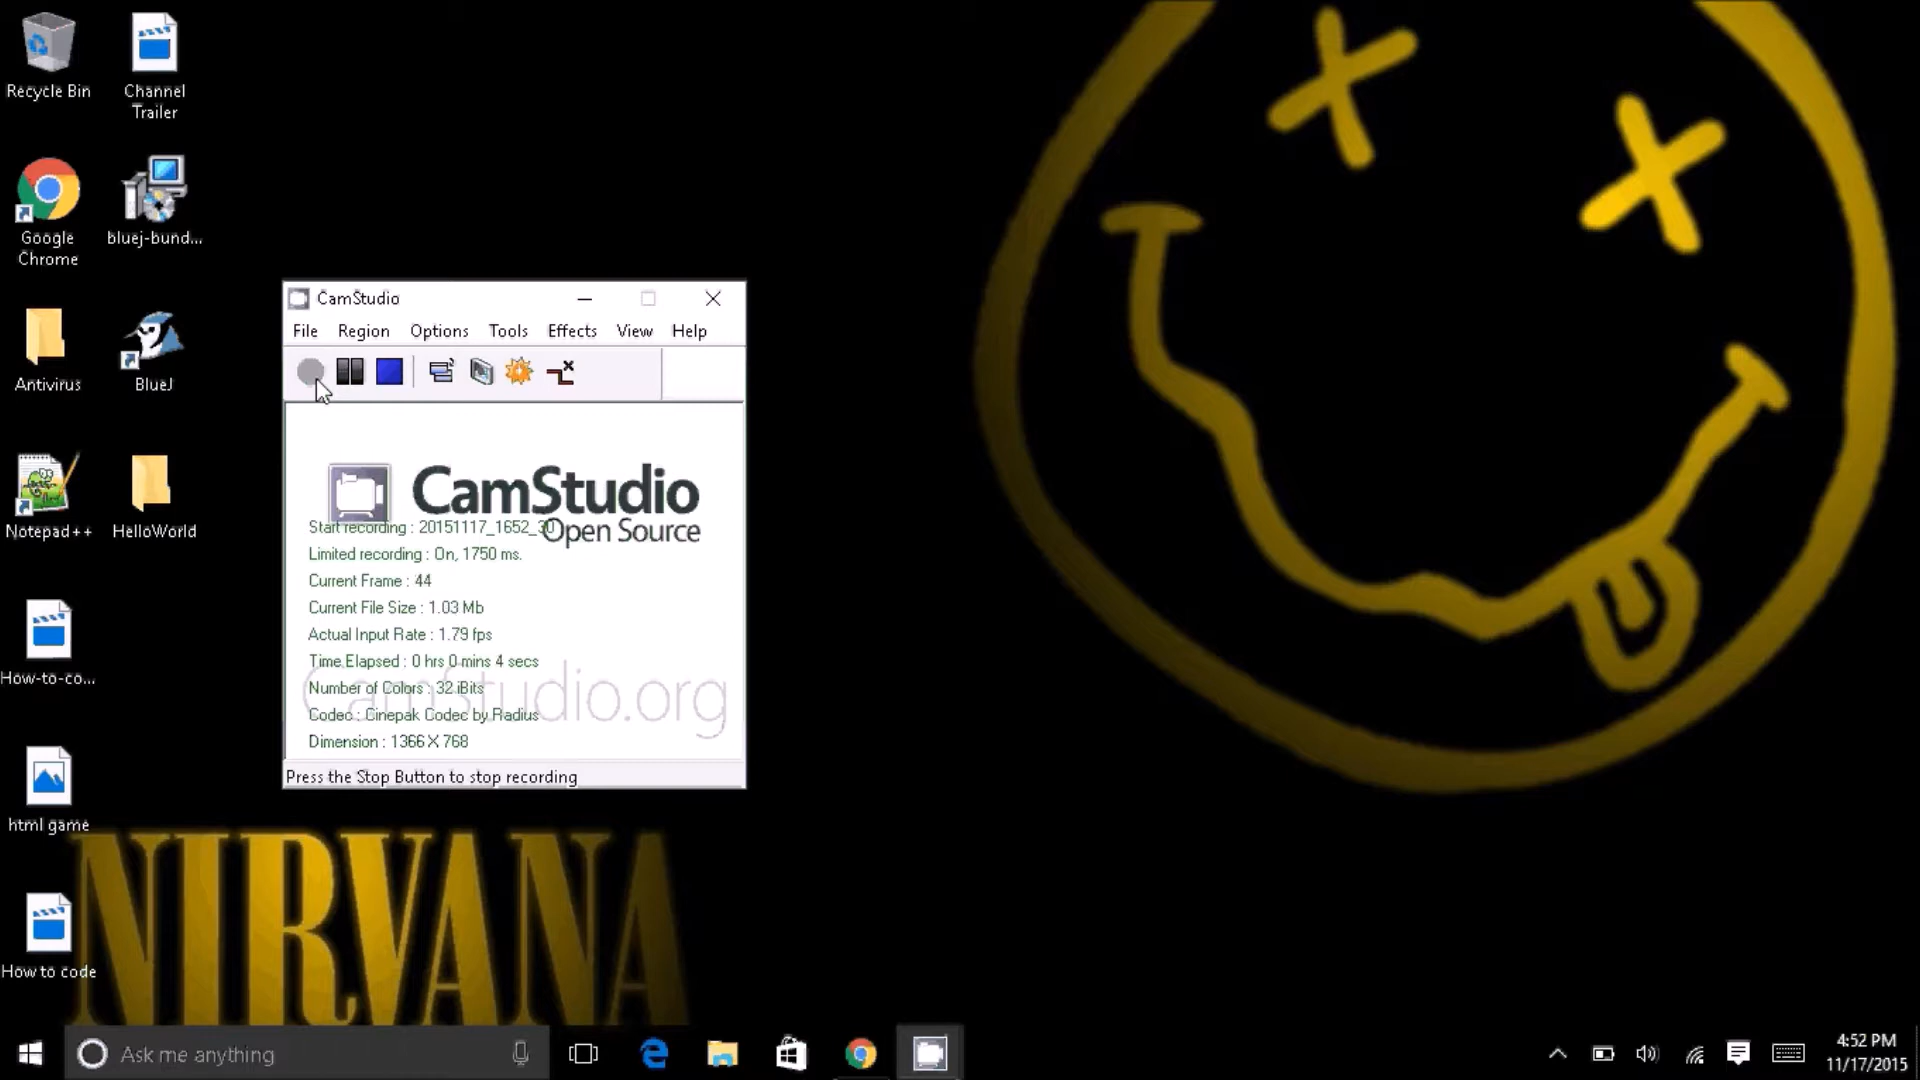 Recycle Bin
Channel
Trailer
Google
Chrome
bluej-bund...
Antivirus
BlueJ
Notepad++
HelloWorld
How-to-co...
html game
How to code
CamStudio
File Region Options Tools Effects View Help
CamStudio
Open Source
Start recording : 20151117_1652_30
Limited recording : On, 1750 ms.
Current Frame : 44
Current File Size : 1.03 Mb
Actual Input Rate : 1.79 fps
Time Elapsed : 0 hrs 0 mins 4 secs
Number of Colors : 32 iBits
CamStudio.org
Codec : Cinepak Codec by Radius
Dimension : 1366 X 768
Press the Stop Button to stop recording
NIRVANA
Ask me anything
4:52 PM
11/17/2015